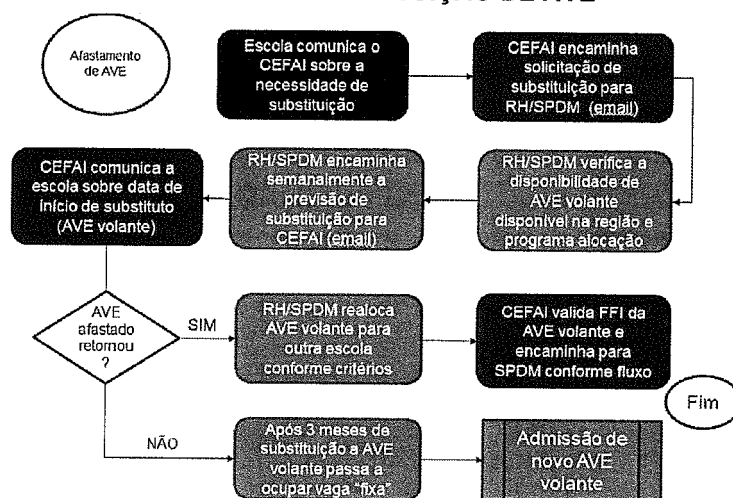 Afastamento
de AVE
Escola comunica o
CEFAI sobre a
necessidade de
substituição
CEFAI encaminha
solicitação de
substituição para
RH/SPDM (email)
CEFAI comunica a
escola sobre data de
início de substituto
(AVE volante)
RH/SPDM encaminha
semanalmente a
previsão de
substituição para
CEFAI (email)
RH/SPDM verifica a
disponibilidade de
AVE volante
disponível na região e
programa alocação
AVE
afastado
retornou
?
SIM
RH/SPDM realoca
AVE volante para
outra escola
conforme critérios
CEFAI valida FFI da
AVE volante e
encaminha para
SPDM conforme fluxo
Fim
NÃO
Após 3 meses de
substituição a AVE
volante passa a
ocupar vaga "fixa"
Admissão de
novo AVE
volante